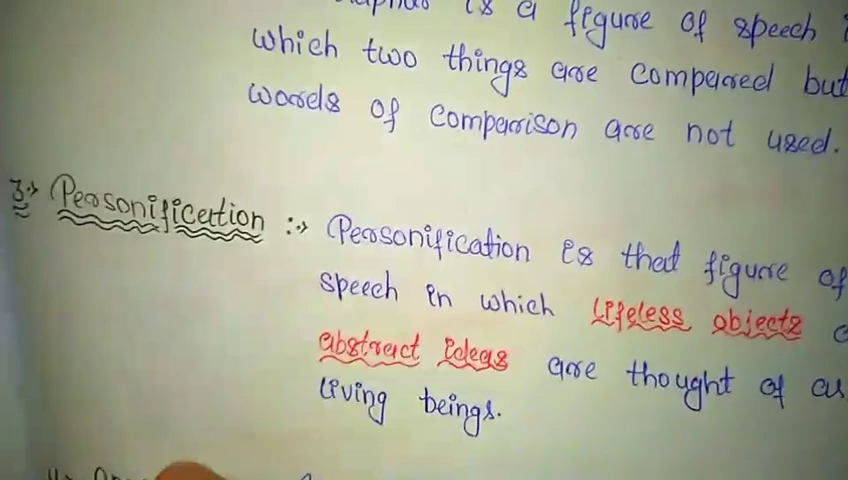 is a figure of speech
which two things are compared but
words of comparison are not used.
3:→ Personification :→ Personification is that figure of
speech in which lifeless objects
abstract ideas are thought of as
living beings.